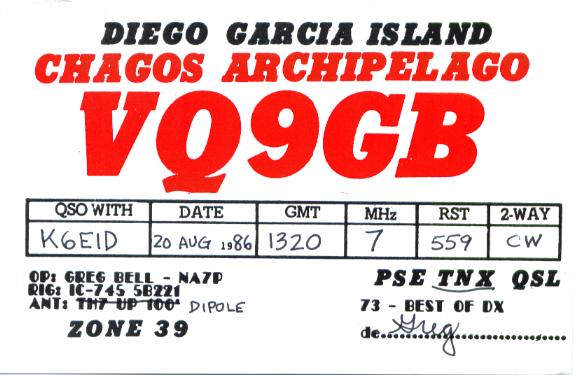 DIEGO GARCIA ISLAND
CHAGOS ARCHIPELAGO
VQ9GB
QSO WITH DATE GMT MHz RST 2-WAY
K6EID 20 AUG 1986 1320 7 559 CW
OP: GREG BELL - NA7P
RIG: IC-745 5B221
ANT: TH7 UP 100' DIPOLE
ZONE 39
PSE TNX QSL
73 - BEST OF DX
de....Greg..................